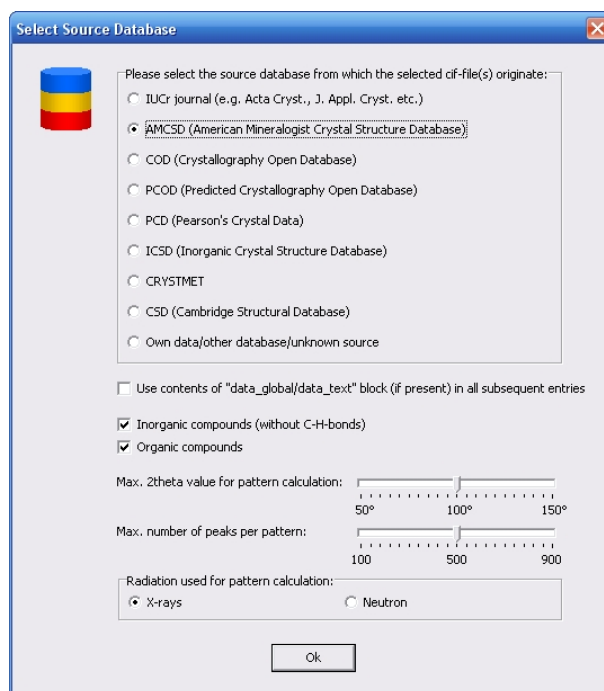 Select Source Database
Please select the source database from which the selected cif-file(s) originate:
IUCr journal (e.g. Acta Cryst., J. Appl. Cryst. etc.)
AMCSD (American Mineralogist Crystal Structure Database)
COD (Crystallography Open Database)
PCOD (Predicted Crystallography Open Database)
PCD (Pearson's Crystal Data)
ICSD (Inorganic Crystal Structure Database)
CRYSTMET
CSD (Cambridge Structural Database)
Own data/other database/unknown source
Use contents of "data_global/data_text" block (if present) in all subsequent entries
Inorganic compounds (without C-H-bonds)
Organic compounds
Max. 2theta value for pattern calculation:
50° 100° 150°
Max. number of peaks per pattern:
100 500 900
Radiation used for pattern calculation:
X-rays Neutron
Ok